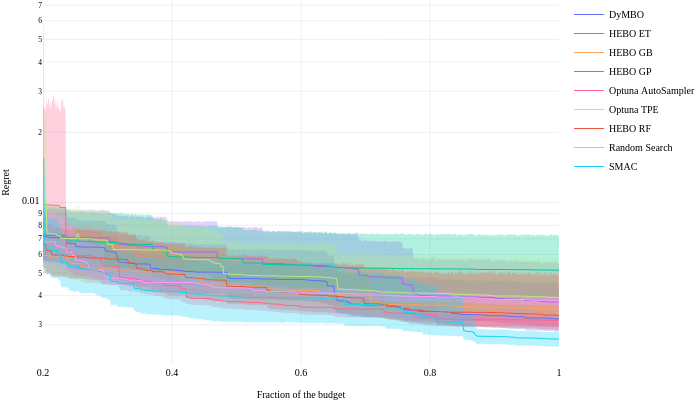 7
6
5
4
3
2
0.01
9
8
7
6
5
4
3
Regret
0.2
0.4
0.6
0.8
1
Fraction of the budget
DyMBO
HEBO ET
HEBO GB
HEBO GP
Optuna AutoSampler
Optuna TPE
HEBO RF
Random Search
SMAC